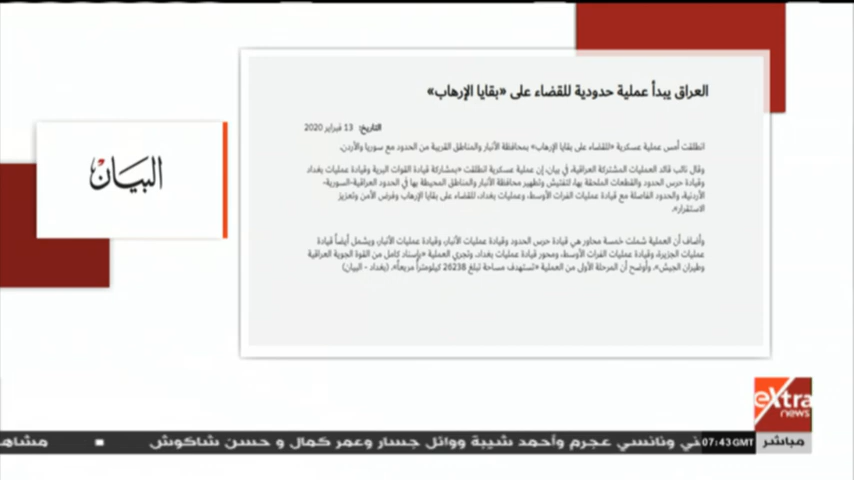 العراق يبدأ عملية حدودية للقضاء على «بقايا الإرهاب»
التاريخ: 13 فبراير 2020
انطلقت أمس عملية عسكرية «للقضاء على بقايا الإرهاب» بمحافظة الأنبار والمناطق القريبة من الحدود مع سوريا والأردن.
وقال نائب قائد العمليات المشتركة العراقية، في بيان، إن عملية عسكرية انطلقت «بمشاركة قيادة القوات البرية وقيادة عمليات بغداد
وقيادة حرس الحدود والقطعات الملحقة بها، لتفتيش وتطهير محافظة الأنبار والمناطق المحيطة بها في الحدود العراقية-السورية-
الأردنية، والحدود الفاصلة مع قيادة عمليات الفرات الأوسط، وعمليات بغداد، للقضاء على بقايا الإرهاب وفرض الأمن وتعزيز
الاستقرار».
وأضاف أن العملية شملت خمسة محاور هي قيادة حرس الحدود وقيادة عمليات الأنبار، وقيادة عمليات الأنبار، ويشمل أيضاً قيادة
عمليات الجزيرة، وقيادة عمليات الفرات الأوسط، ومحور قيادة عمليات بغداد. وتجري العملية «بإسناد كامل من القوة الجوية العراقية
وطيران الجيش». وأوضح أن المرحلة الأولى من العملية «تستهدف مساحة تبلغ 26238 كيلومتراً مربعاً». (بغداد - البيان)
البيان
eXtra
news
مباشر
07:43 GMT
ني ونانسي عجرم وأحمد شيبة ووائل جسار وعمر كمال و حسن شاكوش
مشاهد